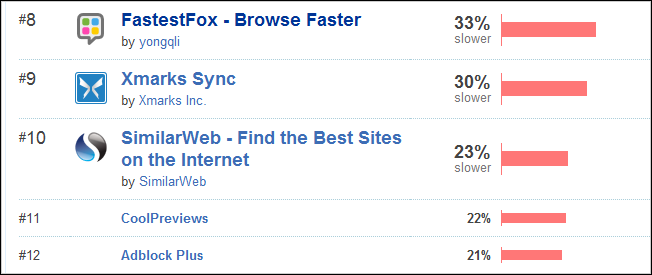 #8
FastestFox - Browse Faster
by yongqli
33%
slower
#9
Xmarks Sync
by Xmarks Inc.
30%
slower
#10
SimilarWeb - Find the Best Sites
on the Internet
by SimilarWeb
23%
slower
#11 CoolPreviews 22%
#12 Adblock Plus 21%